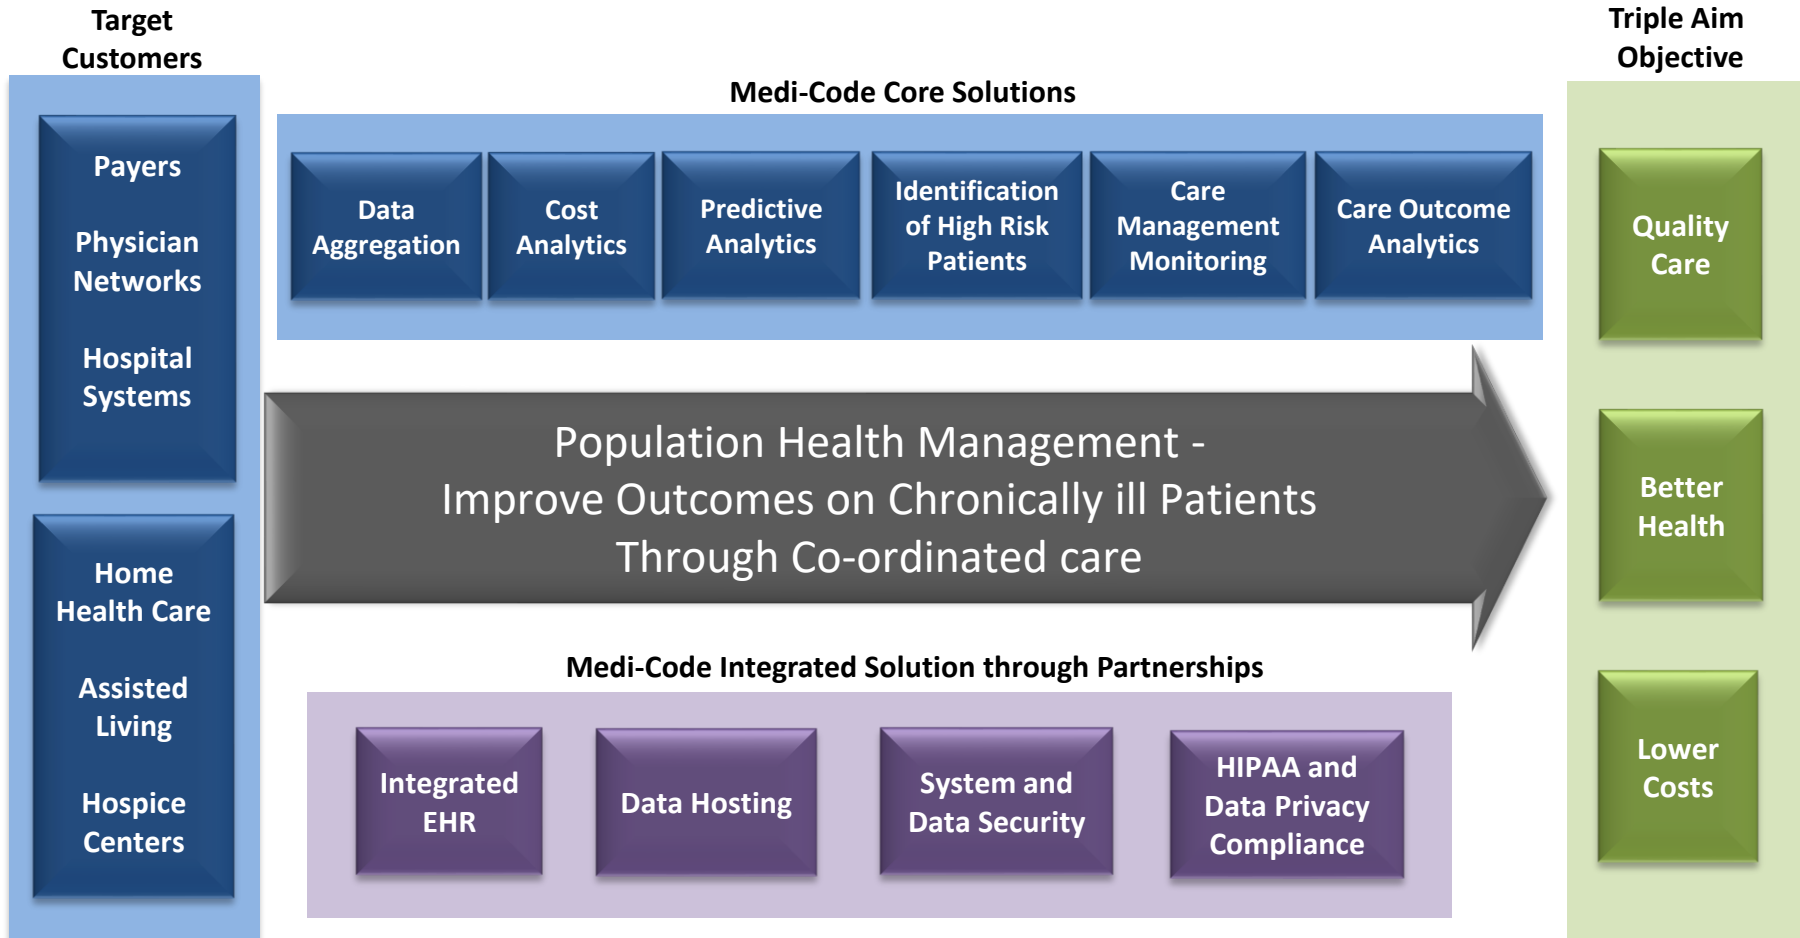 Target
Customers
Payers
Physician
Networks
Hospital
Systems
Home
Health Care
Assisted
Living
Hospice
Centers
Medi-Code Core Solutions
Data
Aggregation
Cost
Analytics
Predictive
Analytics
Identification
of High Risk
Patients
Care
Management
Monitoring
Care Outcome
Analytics
Population Health Management -
Improve Outcomes on Chronically ill Patients
Through Co-ordinated care
Medi-Code Integrated Solution through Partnerships
Integrated
EHR
Data Hosting
System and
Data Security
HIPAA and
Data Privacy
Compliance
Triple Aim
Objective
Quality
Care
Better
Health
Lower
Costs